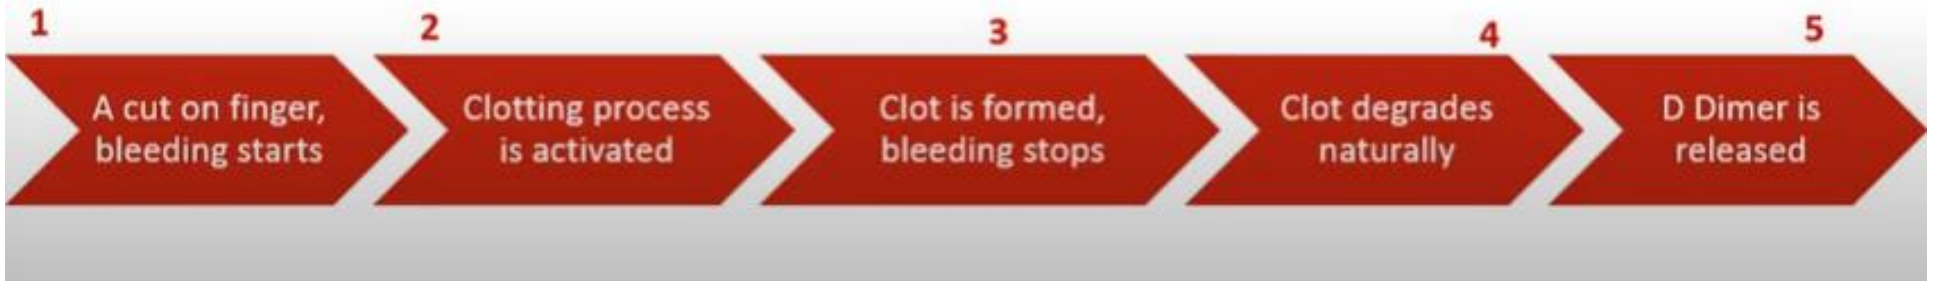 1
A cut on finger,
bleeding starts
2
Clotting process
is activated
3
Clot is formed,
bleeding stops
4
Clot degrades
naturally
5
D Dimer is
released